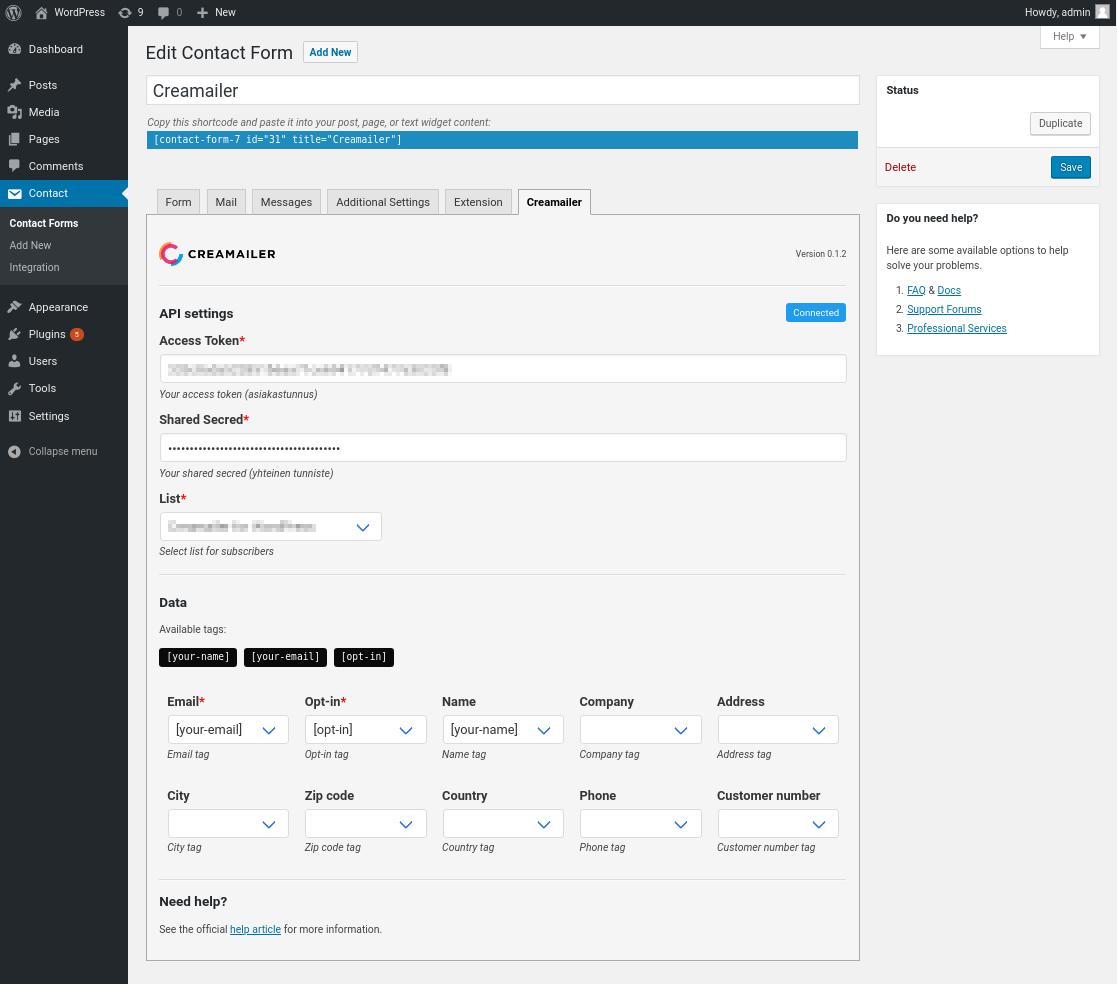 WordPress 9 0 New Howdy, admin
Dashboard
Posts
Media
Pages
Comments
Contact
Contact Forms
Add New
Integration
Appearance
Plugins 5
Users
Tools
Settings
Collapse menu
Help
Edit Contact Form Add New
Creamailer
Copy this shortcode and paste it into your post, page, or text widget content:
[contact-form-7 id="31" title="Creamailer"]
Form Mail Messages Additional Settings Extension Creamailer
CREAMAILER Version 0.1.2
API settings Connected
Access Token*
Your access token (asiakastunnus)
Shared Secred*
Your shared secred (yhteinen tunniste)
List*
Select list for subscribers
Data
Available tags:
[your-name] [your-email] [opt-in]
Email* Opt-in* Name Company Address
[your-email] [opt-in] [your-name]
Email tag Opt-in tag Name tag Company tag Address tag
City Zip code Country Phone Customer number
City tag Zip code tag Country tag Phone tag Customer number tag
Need help?
See the official help article for more information.
Status
Duplicate
Delete Save
Do you need help?
Here are some available options to help
solve your problems.
1. FAQ & Docs
2. Support Forums
3. Professional Services